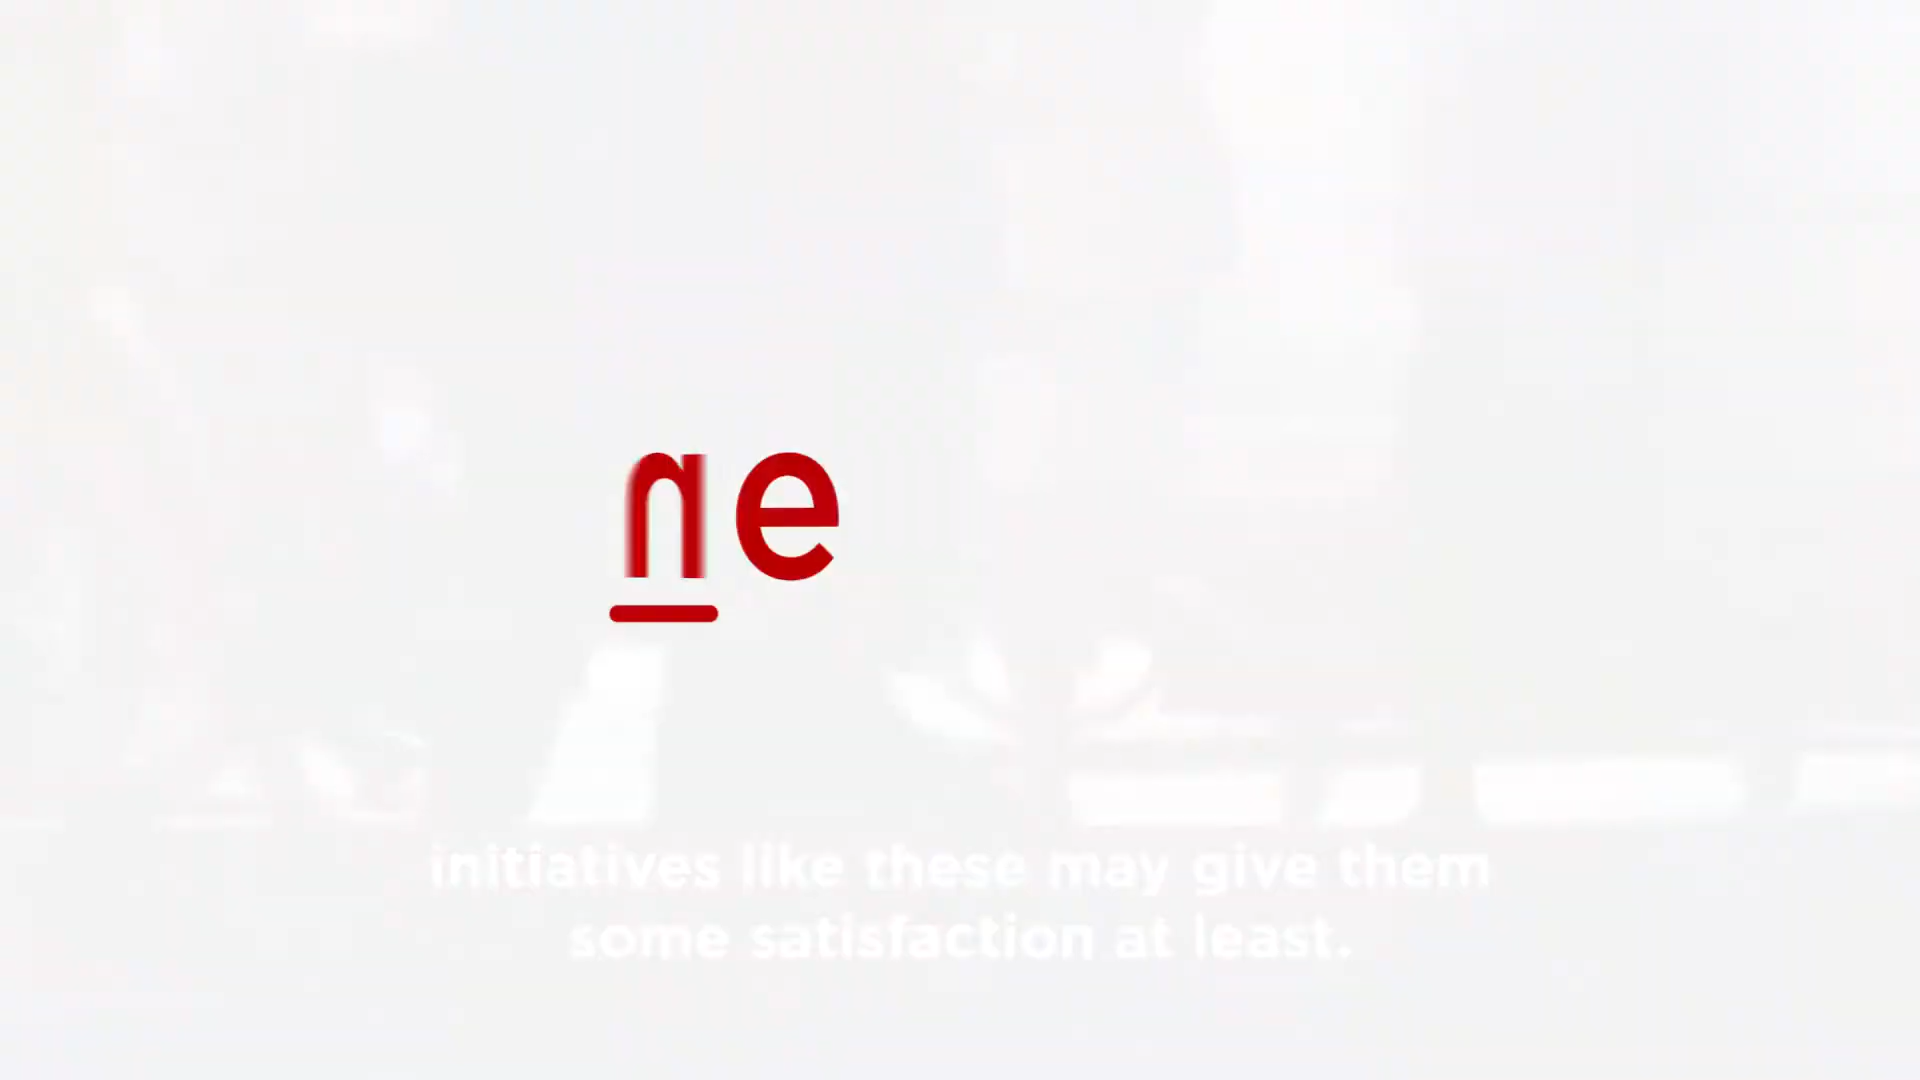 ne
initiatives like these may give them
some satisfaction at least.